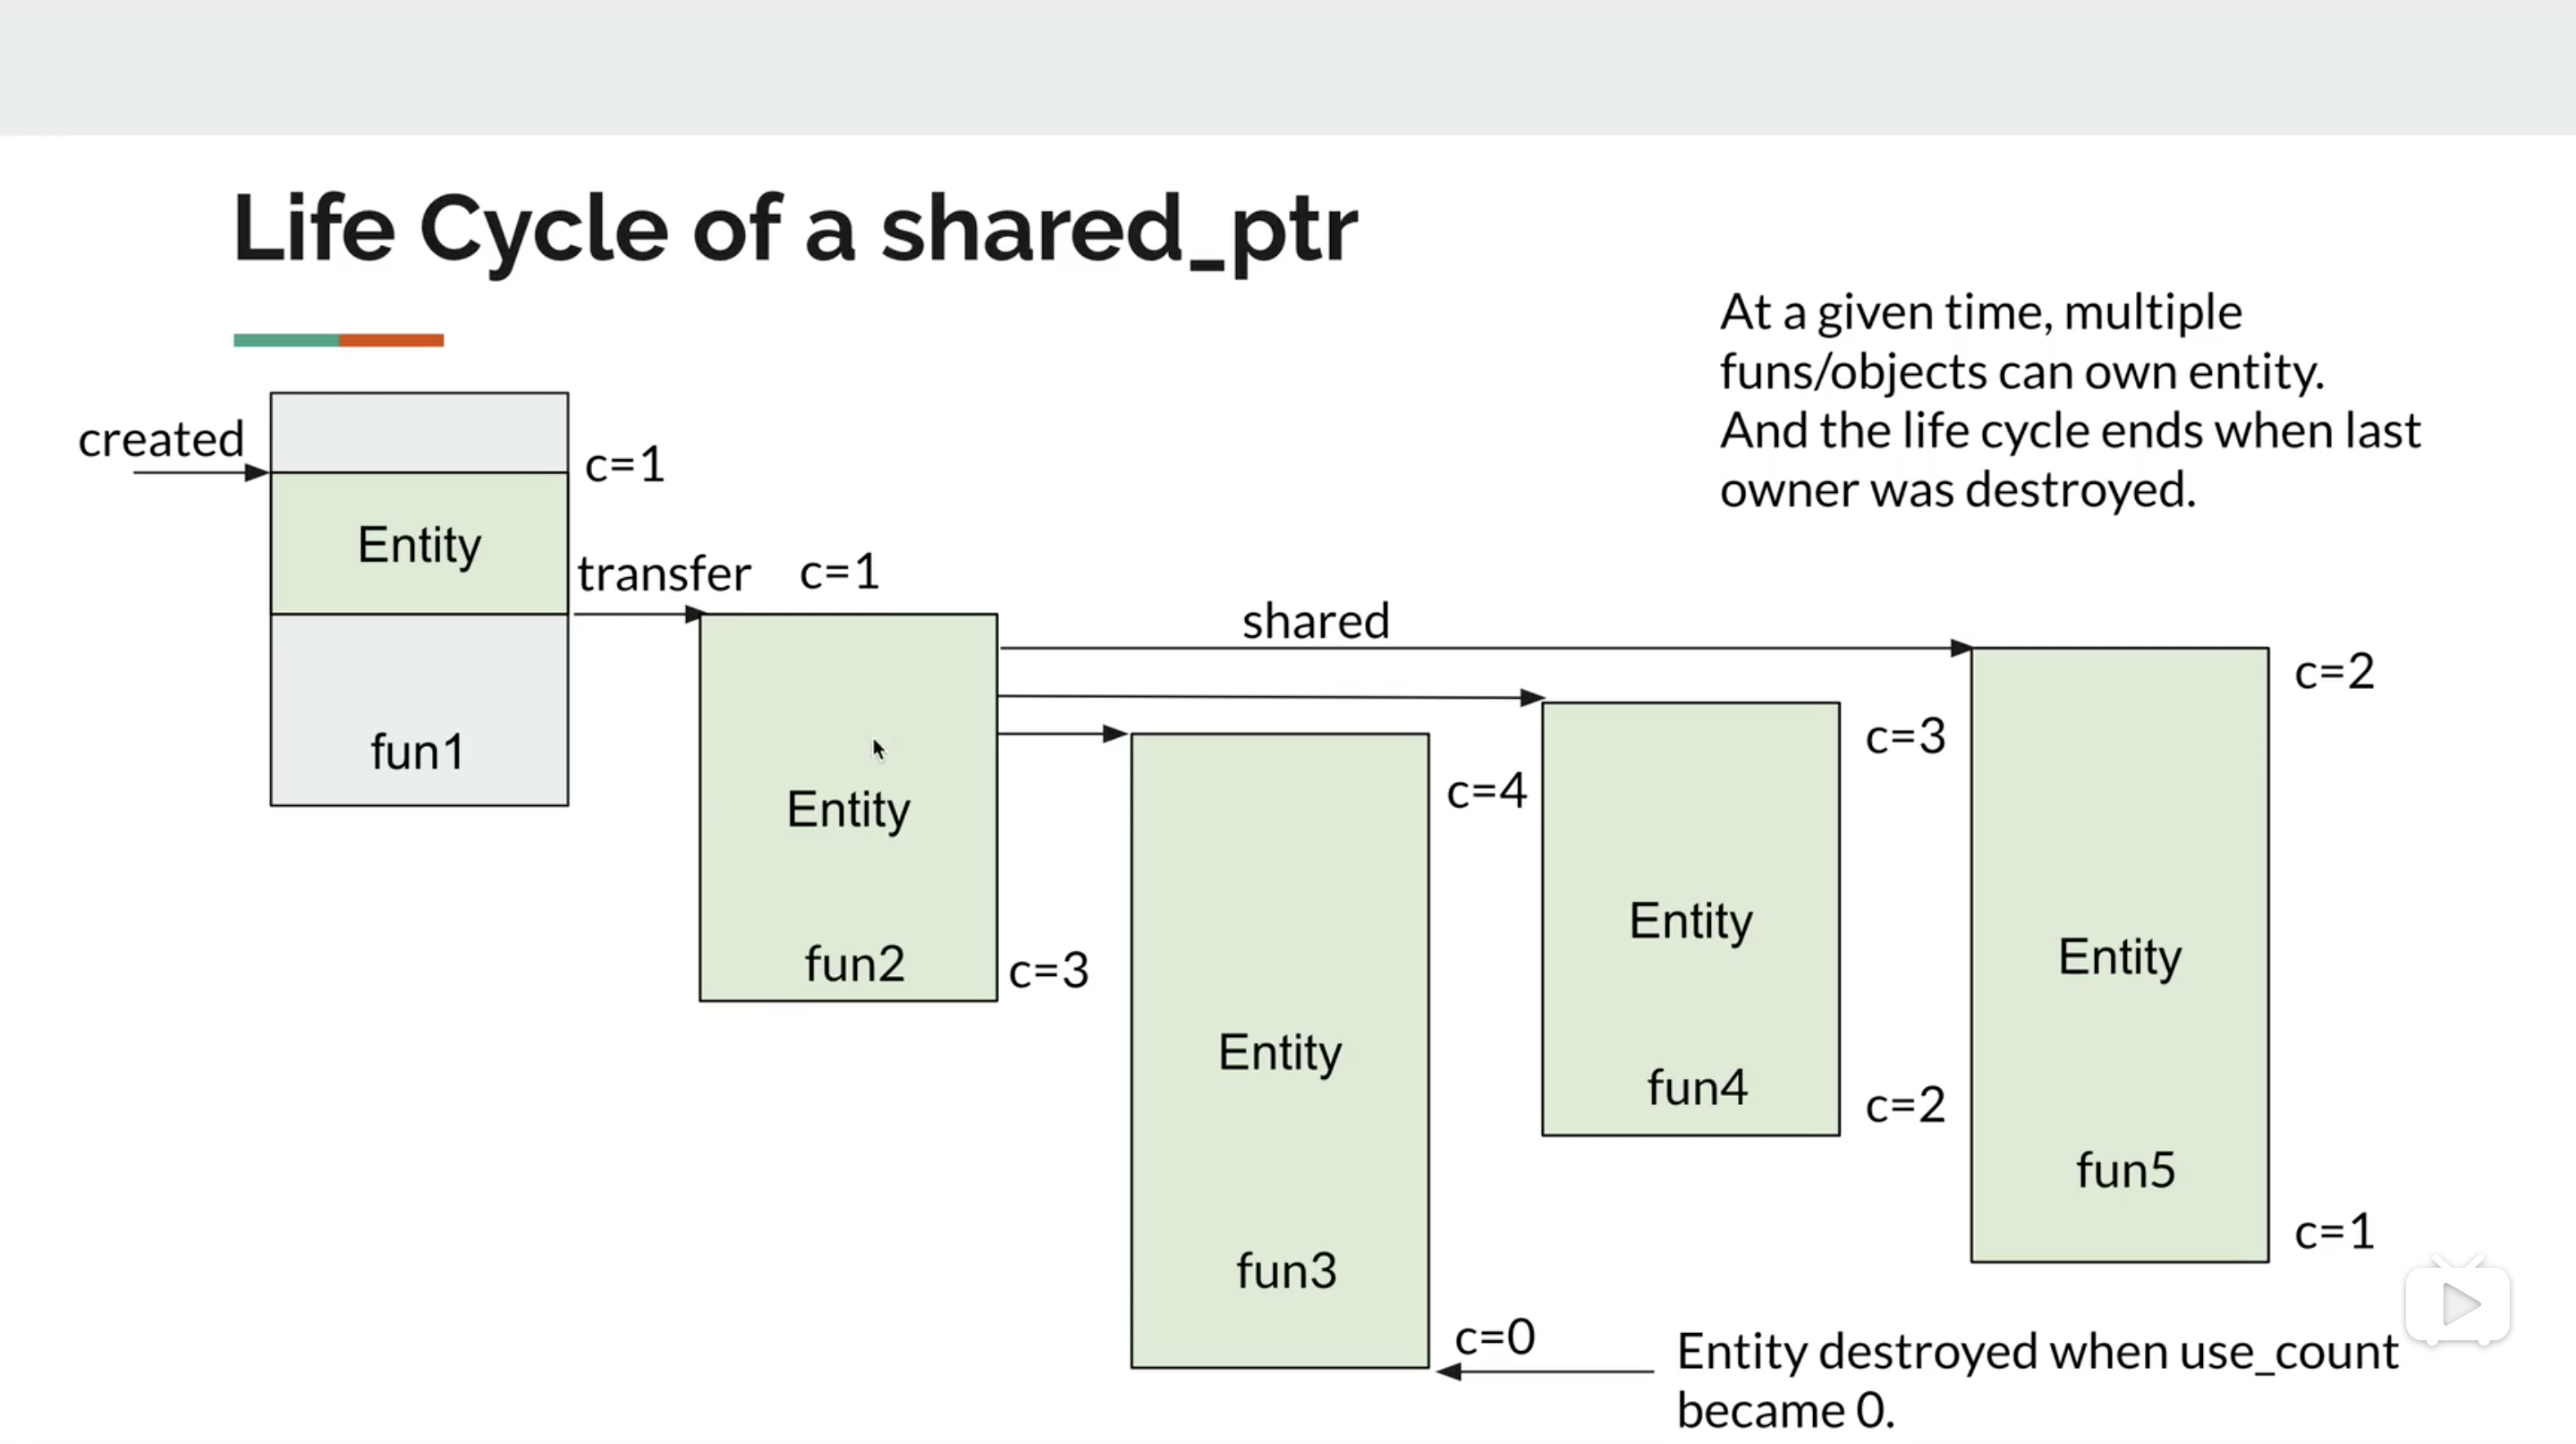 Life Cycle of a shared_ptr
At a given time, multiple
funs/objects can own entity.
And the life cycle ends when last
owner was destroyed.
created
c=1
Entity
transfer
c=1
fun1
shared
c=2
c=3
c=4
Entity
fun2
c=3
Entity
fun3
Entity
fun4
c=2
Entity
fun5
c=1
c=0
Entity destroyed when use_count
became 0.